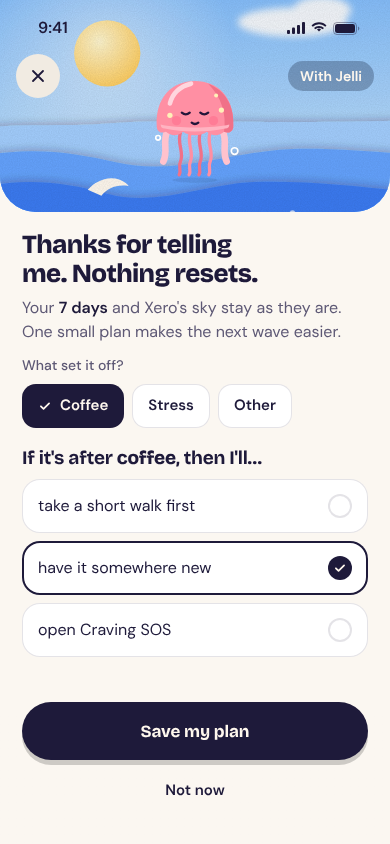 9:41
With Jelli
Thanks for telling
me. Nothing resets.
Your 7 days and Xero's sky stay as they are.
One small plan makes the next wave easier.
What set it off?
Coffee
Stress
Other
If it's after coffee, then I'll...
take a short walk first
have it somewhere new
open Craving SOS
Save my plan
Not now